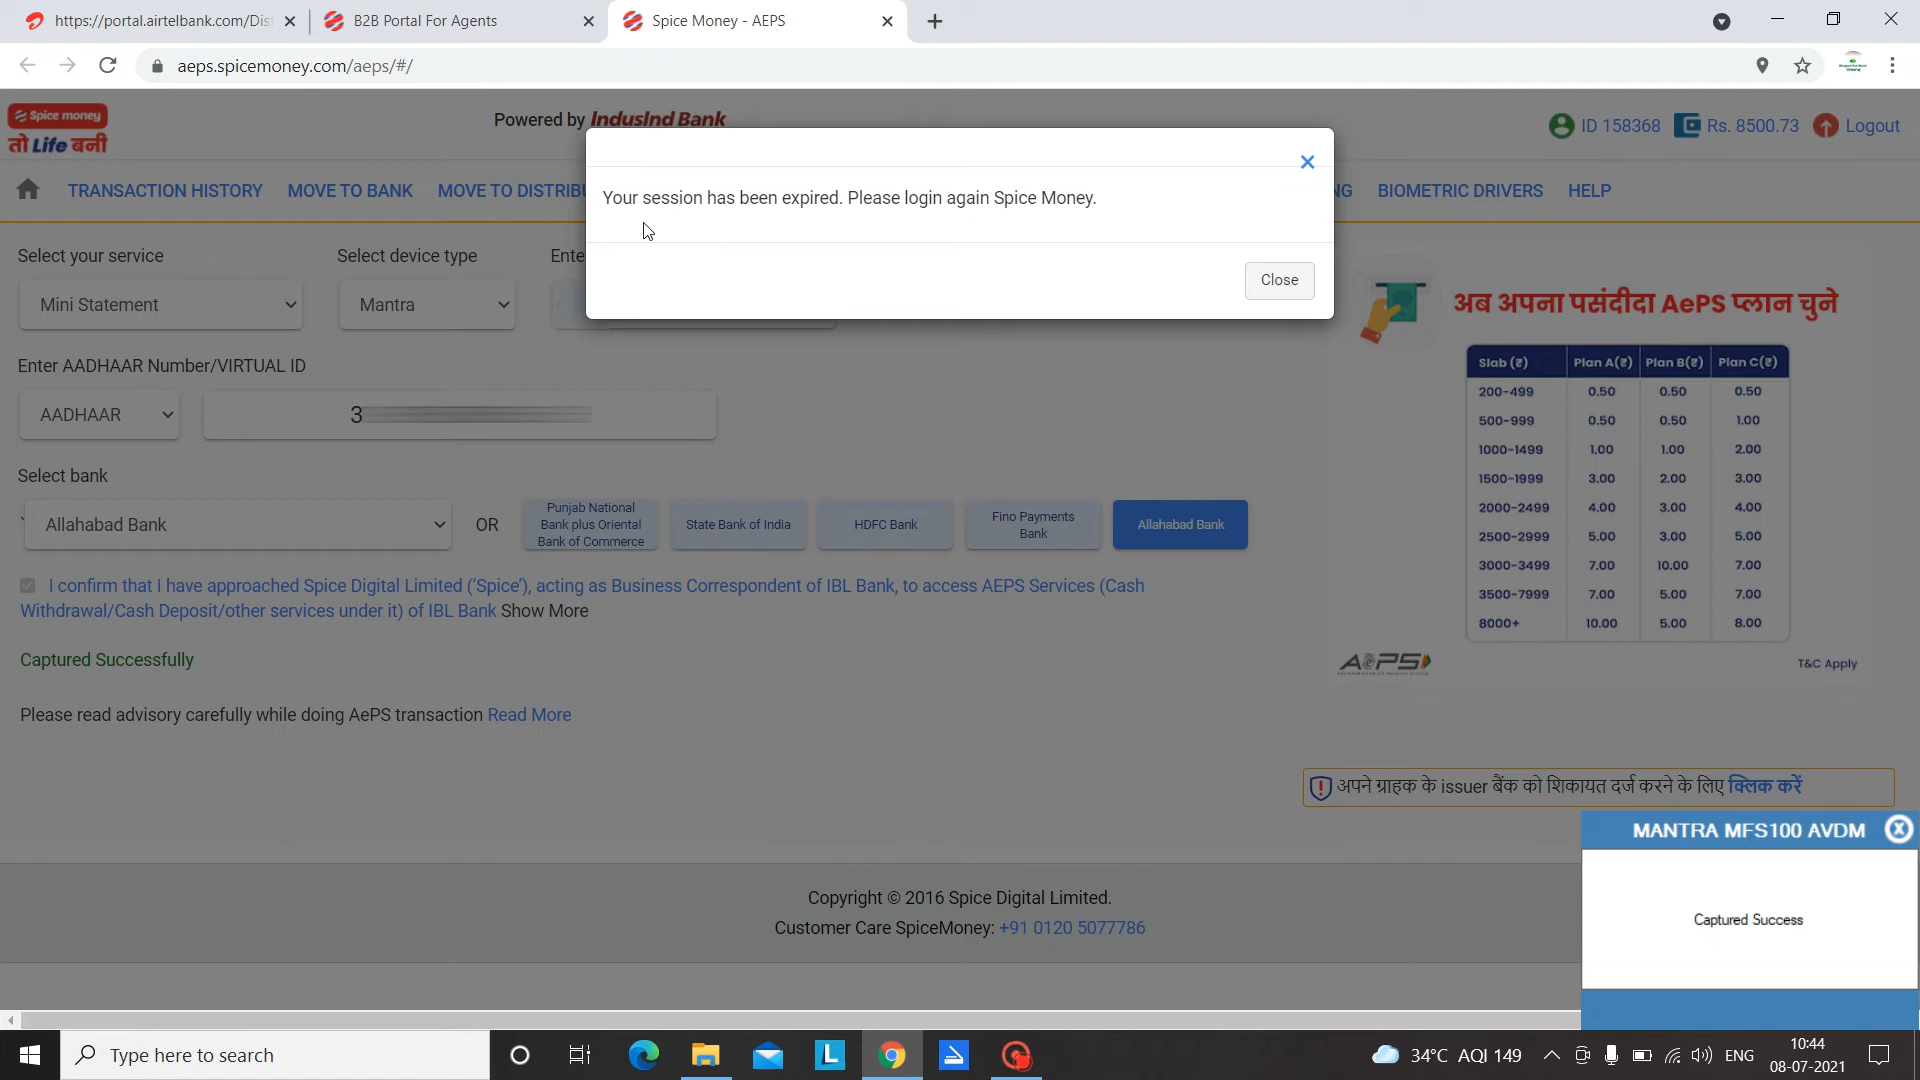 https://portal.airtelbank.com/Dis
B2B Portal For Agents
Spice Money - AEPS
aeps.spicemoney.com/aeps/#/
Spice money
तो Life बनी
Powered by IndusInd Bank
ID 158368
Rs. 8500.73
Logout
TRANSACTION HISTORY
MOVE TO BANK
MOVE TO DISTRIBU
NG
BIOMETRIC DRIVERS
HELP
Your session has been expired. Please login again Spice Money.
Close
Select your service
Select device type
Ente
Mini Statement
Mantra
Enter AADHAAR Number/VIRTUAL ID
AADHAAR
3
Select bank
Allahabad Bank
OR
Punjab National
Bank plus Oriental
Bank of Commerce
State Bank of India
HDFC Bank
Fino Payments
Bank
Allahabad Bank
I confirm that I have approached Spice Digital Limited (‘Spice’), acting as Business Correspondent of IBL Bank, to access AEPS Services (Cash
Withdrawal/Cash Deposit/other services under it) of IBL Bank Show More
Captured Successfully
Please read advisory carefully while doing AePS transaction Read More
अब अपना पसंदीदा AePS प्लान चुने
Slab (₹) Plan A(₹) Plan B(₹) Plan C(₹)
200-499 0.50 0.50 0.50
500-999 0.50 0.50 1.00
1000-1499 1.00 1.00 2.00
1500-1999 3.00 2.00 3.00
2000-2499 4.00 3.00 4.00
2500-2999 5.00 3.00 5.00
3000-3499 7.00 10.00 7.00
3500-7999 7.00 5.00 7.00
8000+ 10.00 5.00 8.00
AePS
T&C Apply
अपने ग्राहक के issuer बैंक को शिकायत दर्ज करने के लिए क्लिक करें
MANTRA MFS100 AVDM
Captured Success
Copyright © 2016 Spice Digital Limited.
Customer Care SpiceMoney: +91 0120 5077786
Type here to search
L
34°C AQI 149
ENG
10:44
08-07-2021